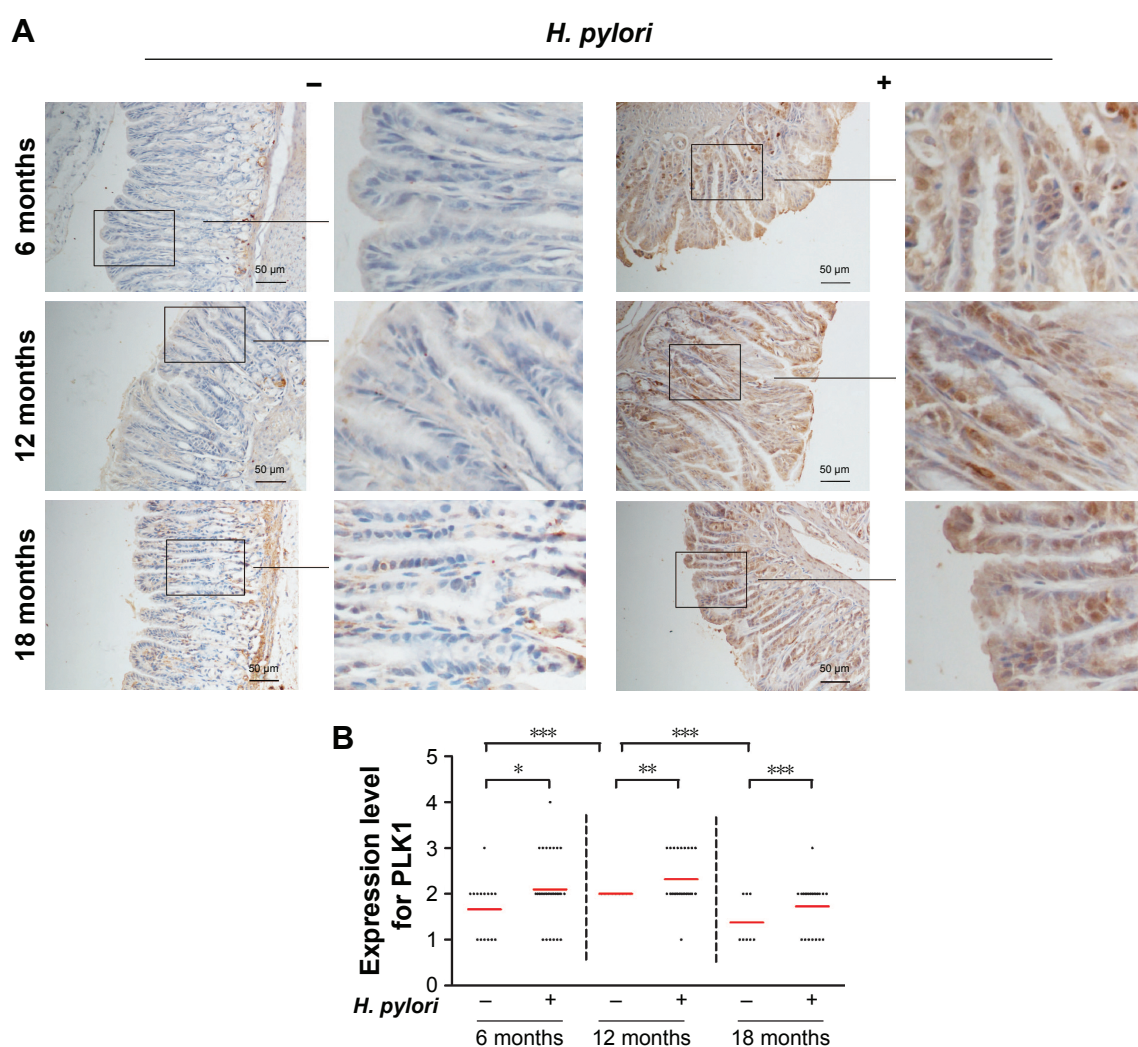 A
H. pylori
– +
6 months
50 µm
50 µm
12 months
50 µm
50 µm
18 months
50 µm
50 µm
B
Expression level
for PLK1
5
4
3
2
1
0
*** ***
* ** ***
H. pylori – + – + – +
6 months 12 months 18 months